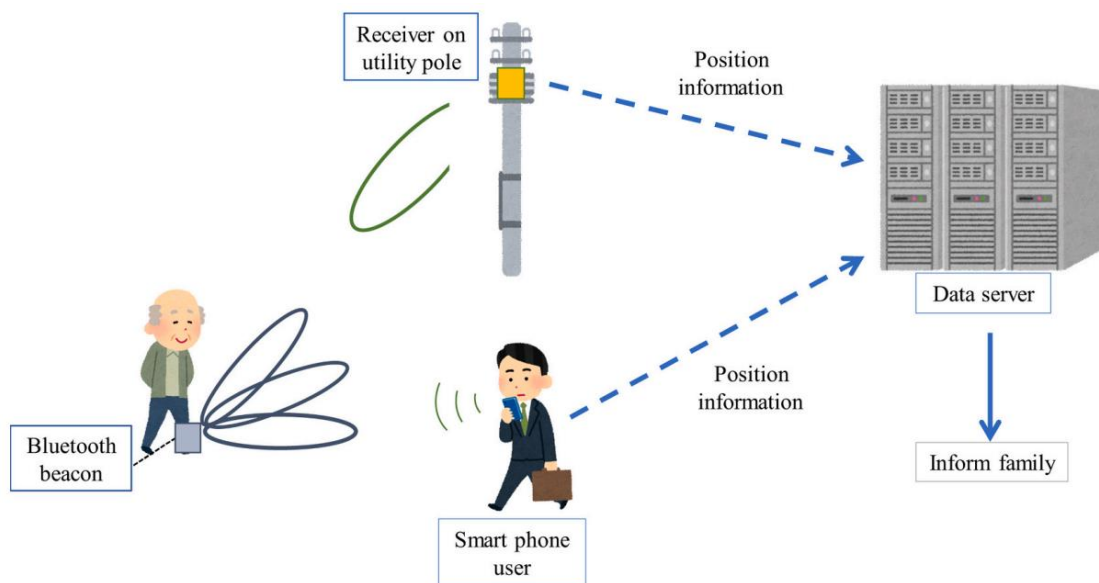 Receiver on
utility pole
Position
information
Data server
Position
information
Bluetooth
beacon
Inform family
Smart phone
user